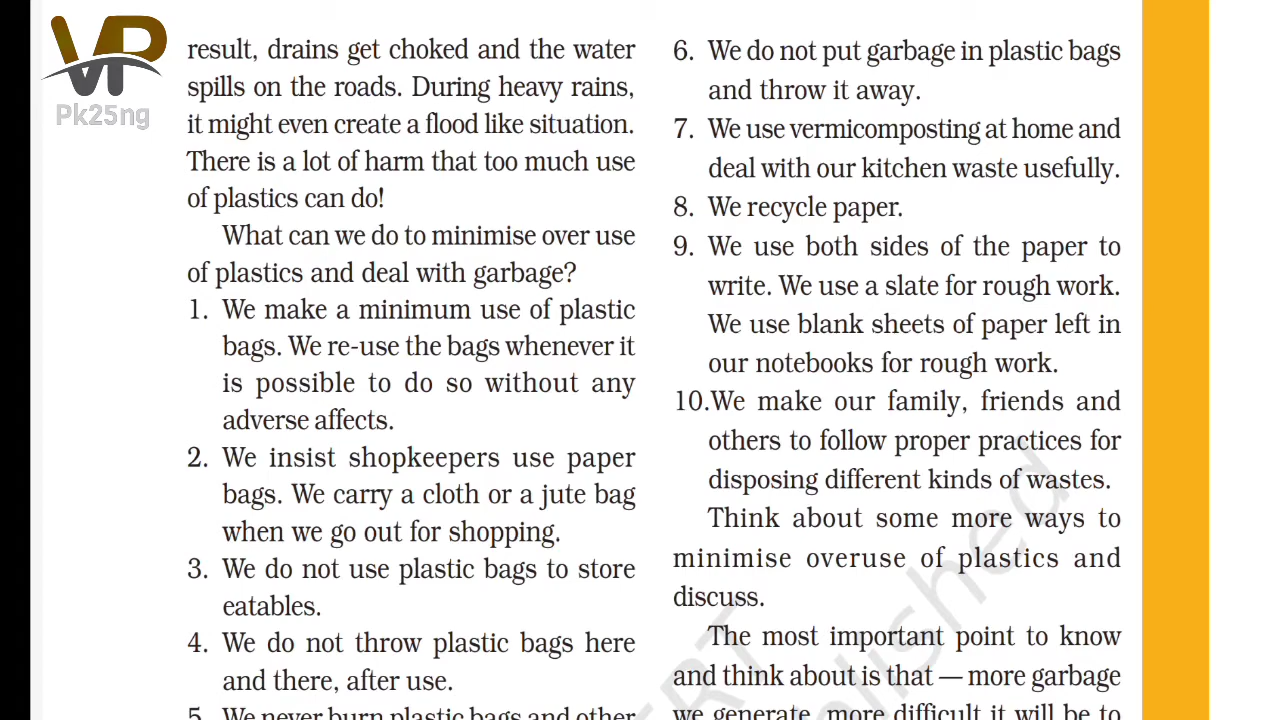 VP
Pk25ng
result, drains get choked and the water
spills on the roads. During heavy rains,
it might even create a flood like situation.
There is a lot of harm that too much use
of plastics can do!
What can we do to minimise over use
of plastics and deal with garbage?
1. We make a minimum use of plastic
bags. We re-use the bags whenever it
is possible to do so without any
adverse affects.
2. We insist shopkeepers use paper
bags. We carry a cloth or a jute bag
when we go out for shopping.
3. We do not use plastic bags to store
eatables.
4. We do not throw plastic bags here
and there, after use.
5. We never burn plastic bags and other
6. We do not put garbage in plastic bags
and throw it away.
7. We use vermicomposting at home and
deal with our kitchen waste usefully.
8. We recycle paper.
9. We use both sides of the paper to
write. We use a slate for rough work.
We use blank sheets of paper left in
our notebooks for rough work.
10.We make our family, friends and
others to follow proper practices for
disposing different kinds of wastes.
Think about some more ways to
minimise overuse of plastics and
discuss.
The most important point to know
and think about is that — more garbage
we generate, more difficult it will be to